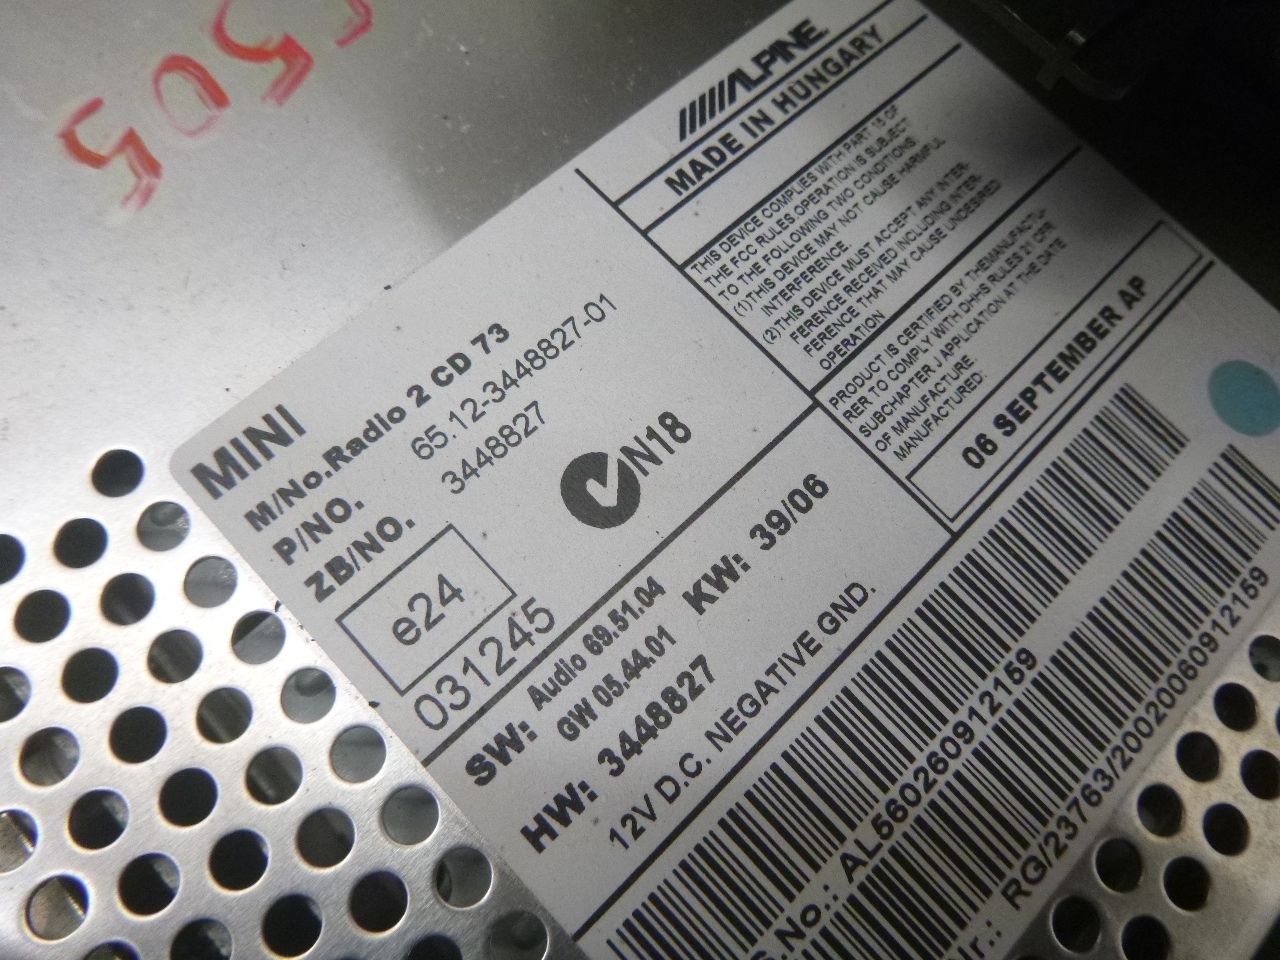 5505
ALPINE
MADE IN HUNGARY
THIS DEVICE COMPLIES WITH PART 15 OF
THE FCC RULES.OPERATION IS SUBJECT
TO THE FOLLOWING TWO CONDITIONS:
(1)THIS DEVICE MAY NOT CAUSE HARMFUL
INTERFERENCE.
(2)THIS DEVICE MUST ACCEPT ANY INTER-
FERENCE RECEIVED INCLUDING INTER-
FERENCE THAT MAY CAUSE UNDESIRED
OPERATION
PRODUCT IS CERTIFIED BY THEMANUFACTU-
RER TO COMPLY WITH DHHS RULES 21 CFR
SUBCHAPTER J APPLICATION AT THE DATE
OF MANUFACTURE.
MANUFACTURED:
06 SEPTEMBER AP
MINI
M/No.Radio 2 CD 73
P/NO. 65.12-3448827-01
ZB/NO. 3448827
e24
031245
N18
SW: Audio 69.51.04
GW 05.44.01
KW: 39/06
HW: 3448827
12V D.C. NEGATIVE GND.
.No.: AL560260912159
nr.: RG/23763/20020060912159